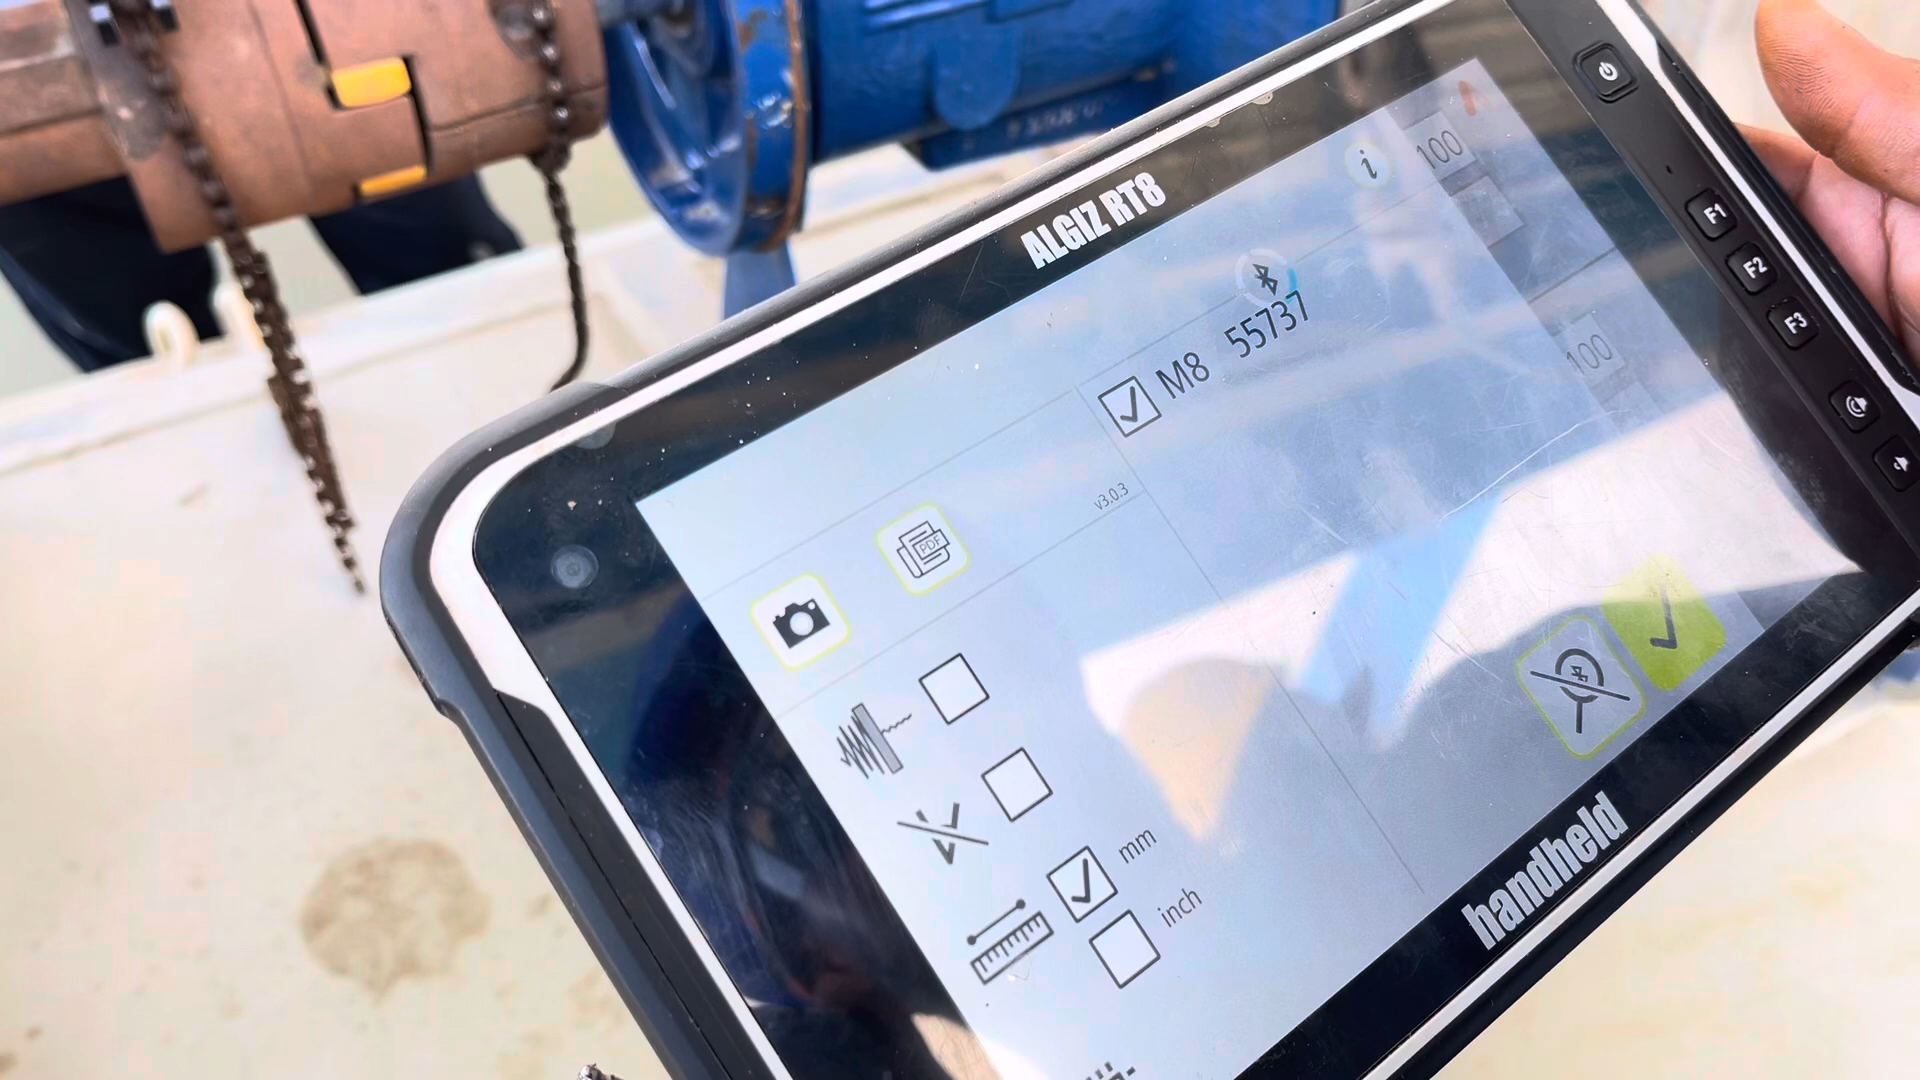 ALGIZ RT8
F1
F2
F3
i
100
M8 55737
100
v3.0.3
PDF
mm
inch
handheld